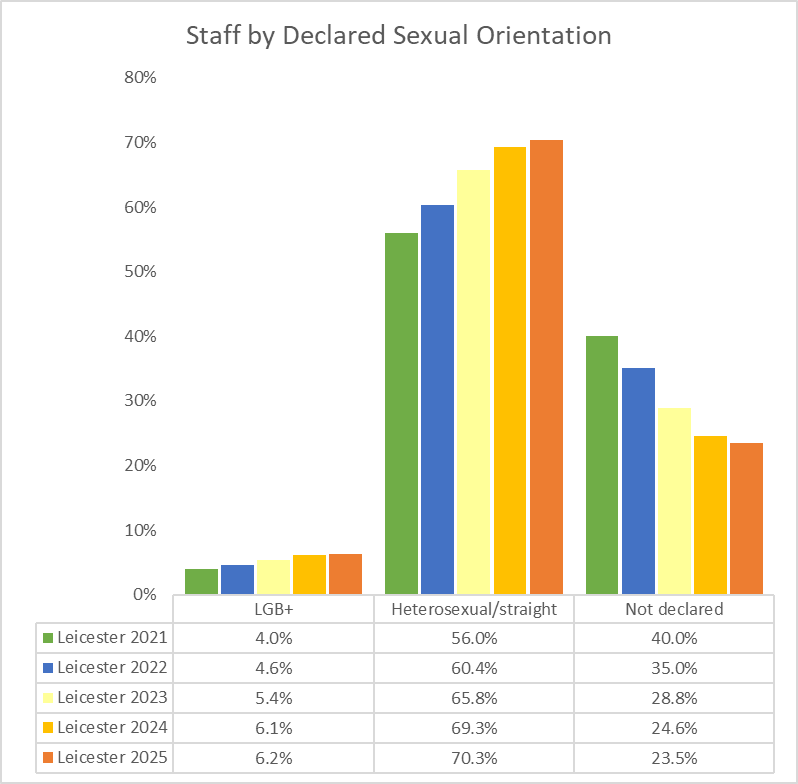 Staff by Declared Sexual Orientation
80%
70%
60%
50%
40%
30%
20%
10%
0%
LGB+ Heterosexual/straight Not declared
Leicester 2021 4.0% 56.0% 40.0%
Leicester 2022 4.6% 60.4% 35.0%
Leicester 2023 5.4% 65.8% 28.8%
Leicester 2024 6.1% 69.3% 24.6%
Leicester 2025 6.2% 70.3% 23.5%